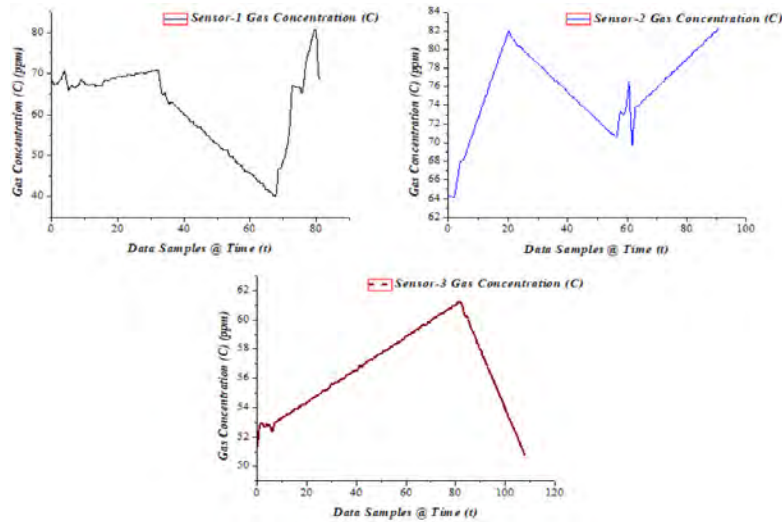 Sensor-1 Gas Concentration (C)
Gas Concentration (C) (ppm)
80
70
60
50
40
0 20 40 60 80
Data Samples @ Time (t)
Sensor-2 Gas Concentration (C)
Gas Concentration (C) (ppm)
84
82
80
78
76
74
72
70
68
66
64
62
0 20 40 60 80 100
Data Samples @ Time (t)
Sensor-3 Gas Concentration (C)
Gas Concentration (C) (ppm)
62
60
58
56
54
52
50
0 20 40 60 80 100 120
Data Samples @ Time (t)